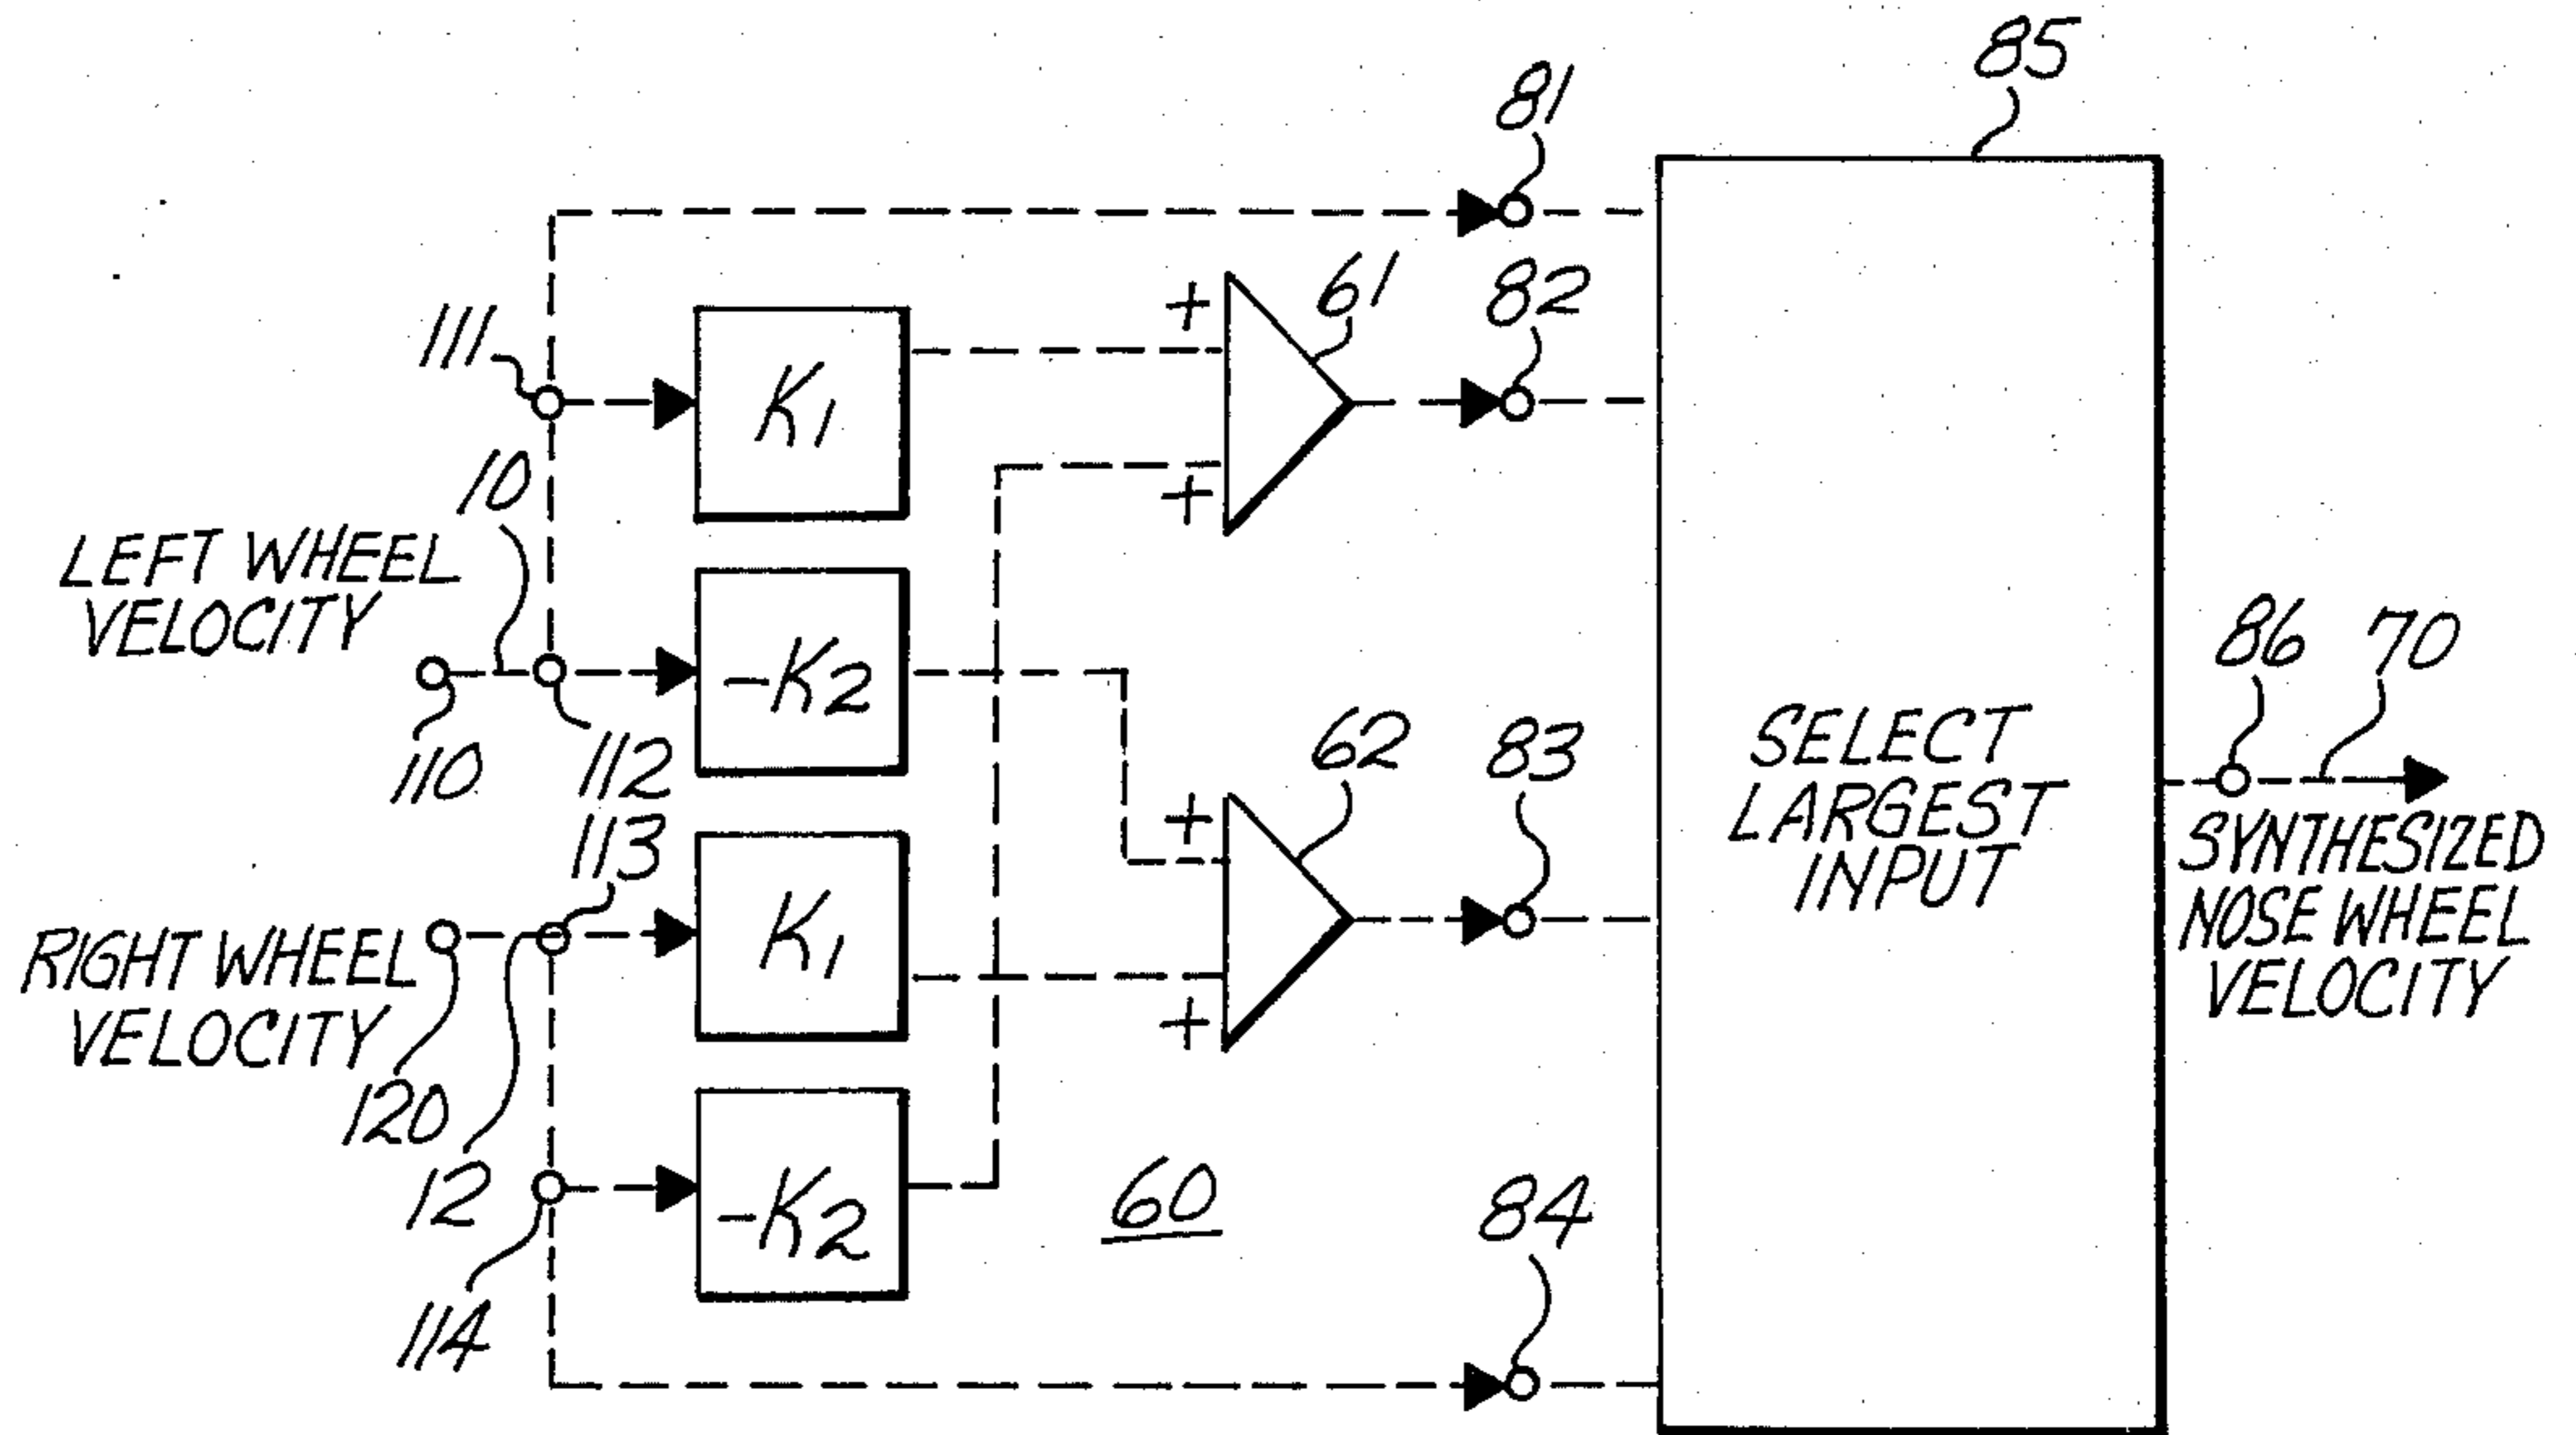 85
81
61
82
+
111
K1
10
+
LEFT WHEEL
VELOCITY
-K2
86
70
110
112
62
83
SELECT
LARGEST
INPUT
113
+
SYNTHESIZED
NOSE WHEEL
VELOCITY
RIGHT WHEEL
VELOCITY
K1
+
120
12
-K2
60
84
114